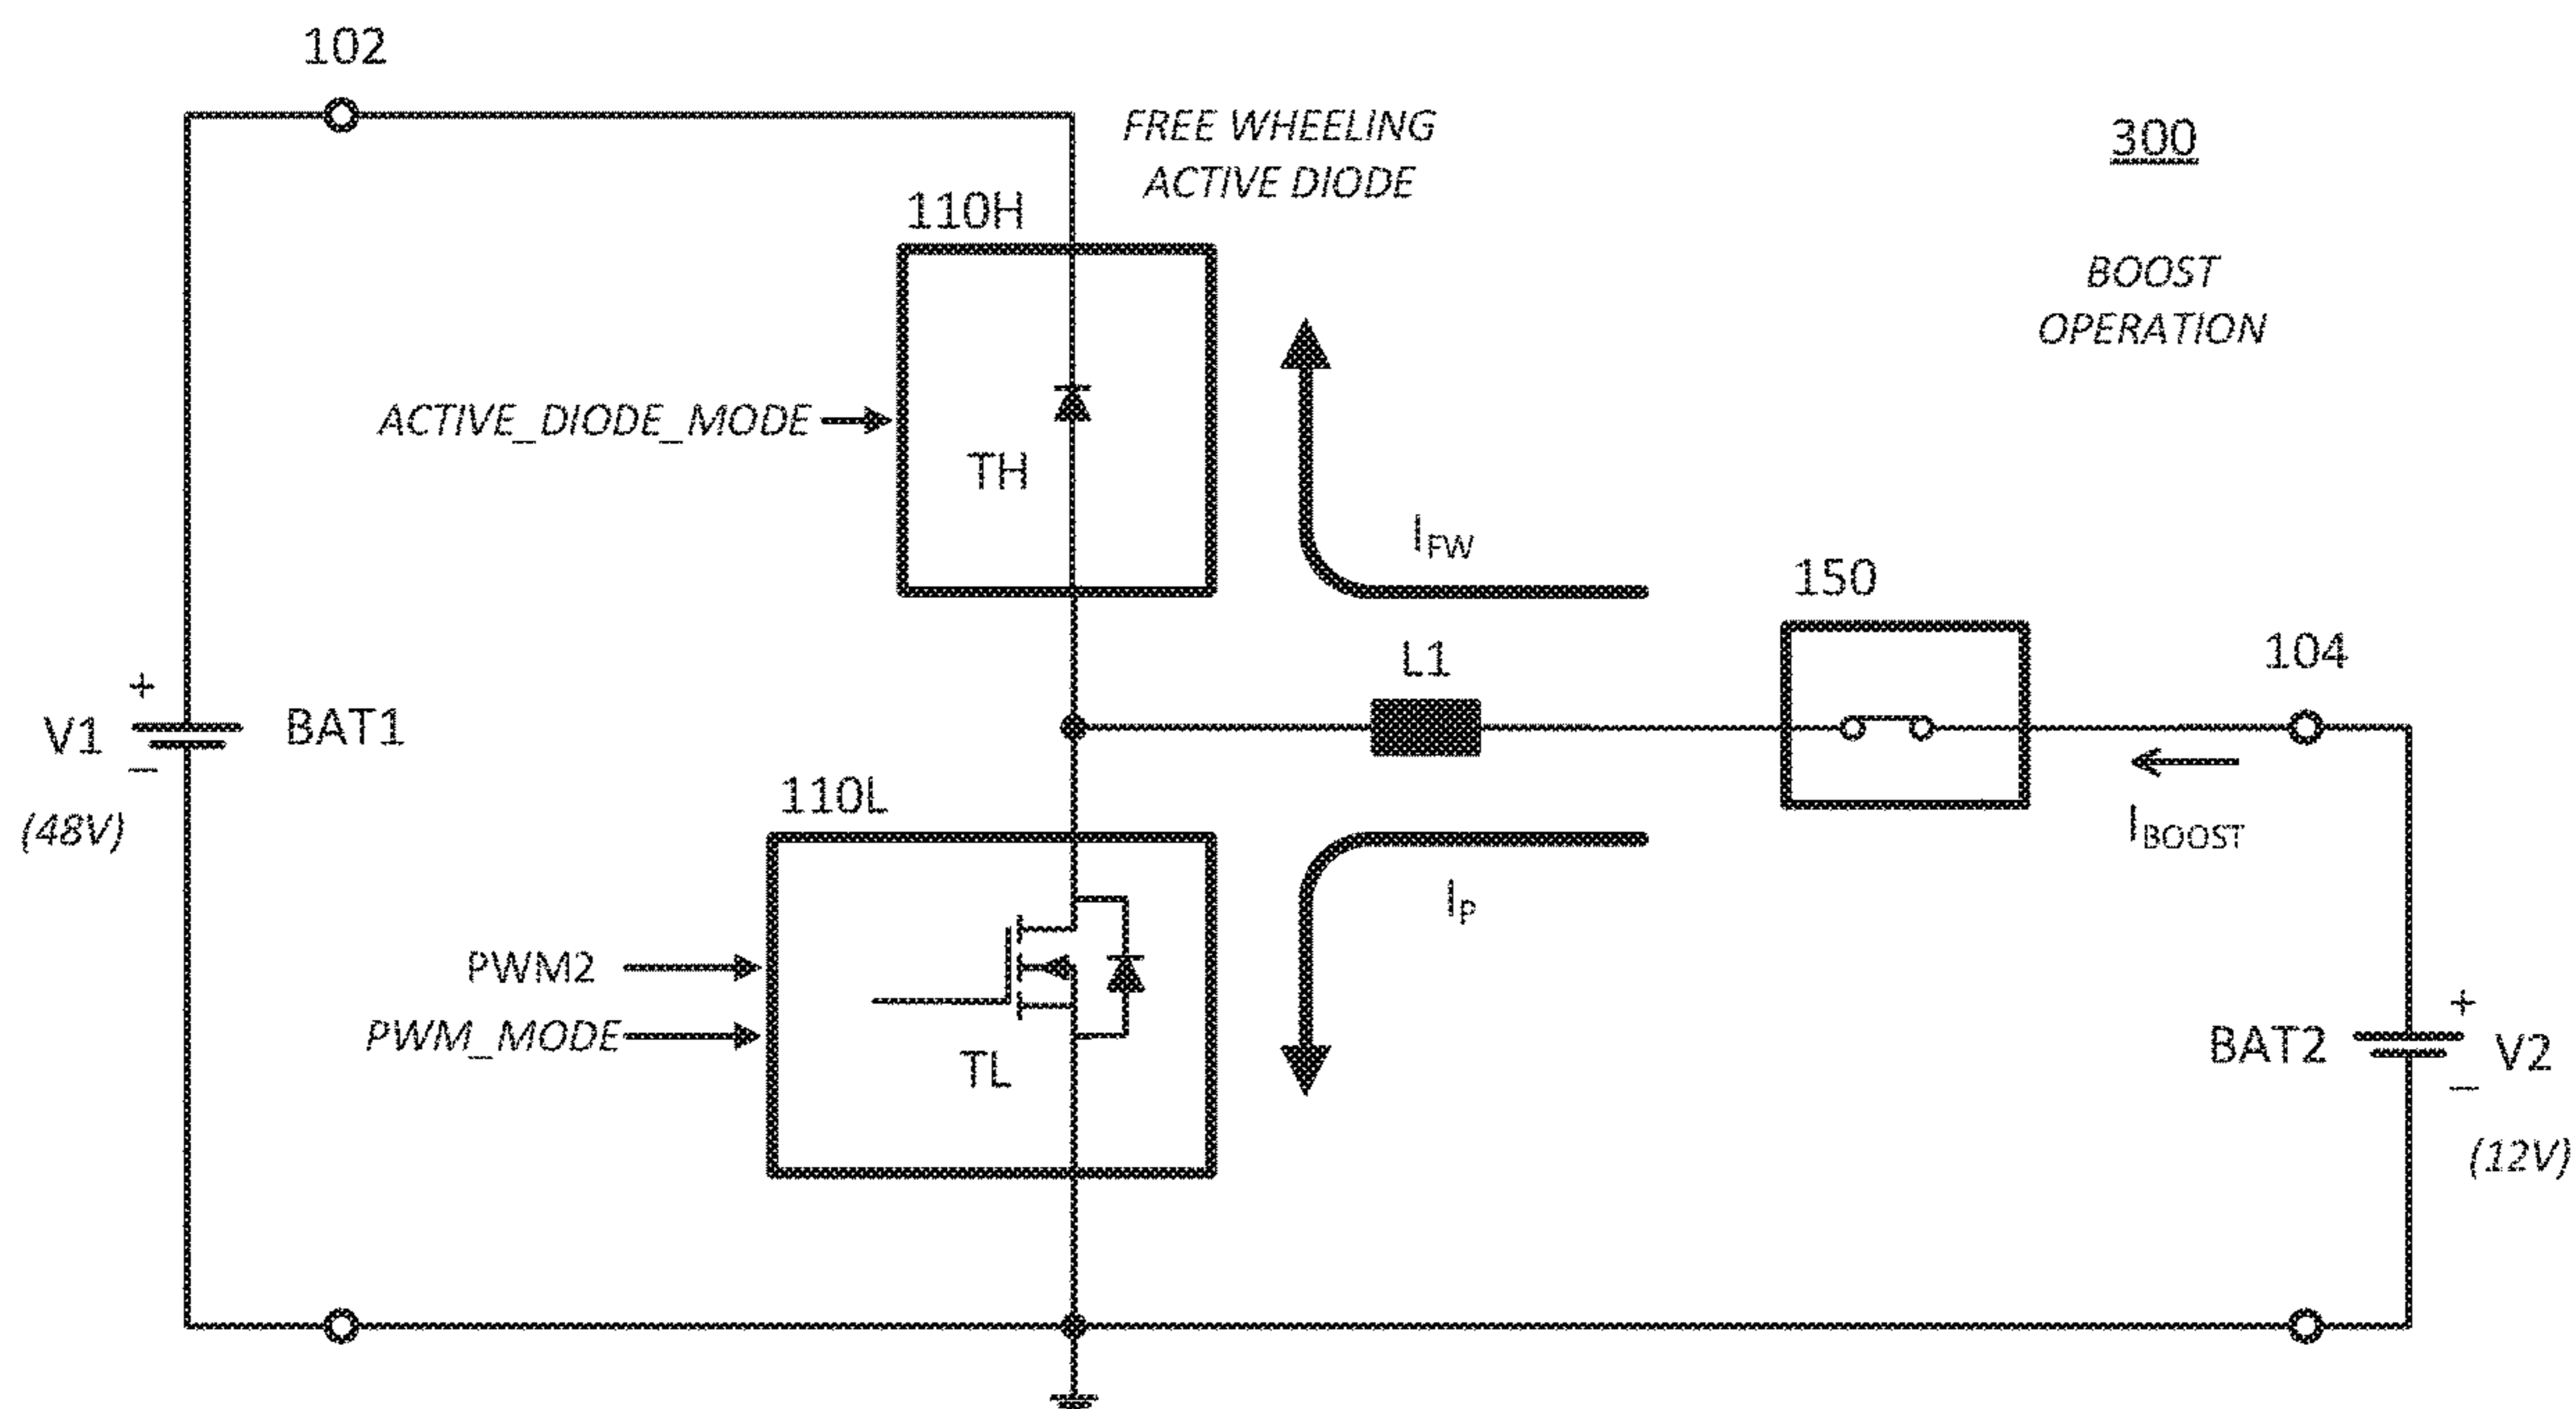 102
FREE WHEELING
ACTIVE DIODE
300
110H
BOOST
OPERATION
ACTIVE_DIODE_MODE
TH
IFW
150
L1
104
+
V1
BAT1
–
(48V)
110L
IBOOST
IP
PWM2
PWM_MODE
TL
+
BAT2
V2
–
(12V)